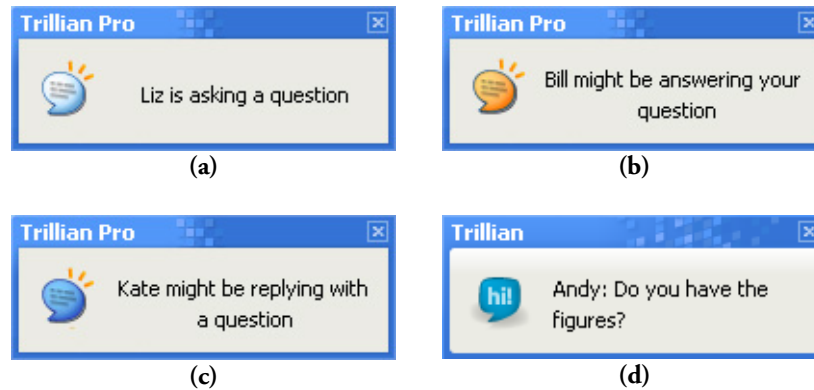 Trillian Pro
Liz is asking a question
(a)
Trillian Pro
Bill might be answering your
question
(b)
Trillian Pro
Kate might be replying with
a question
(c)
Trillian
hi!
Andy: Do you have the
figures?
(d)